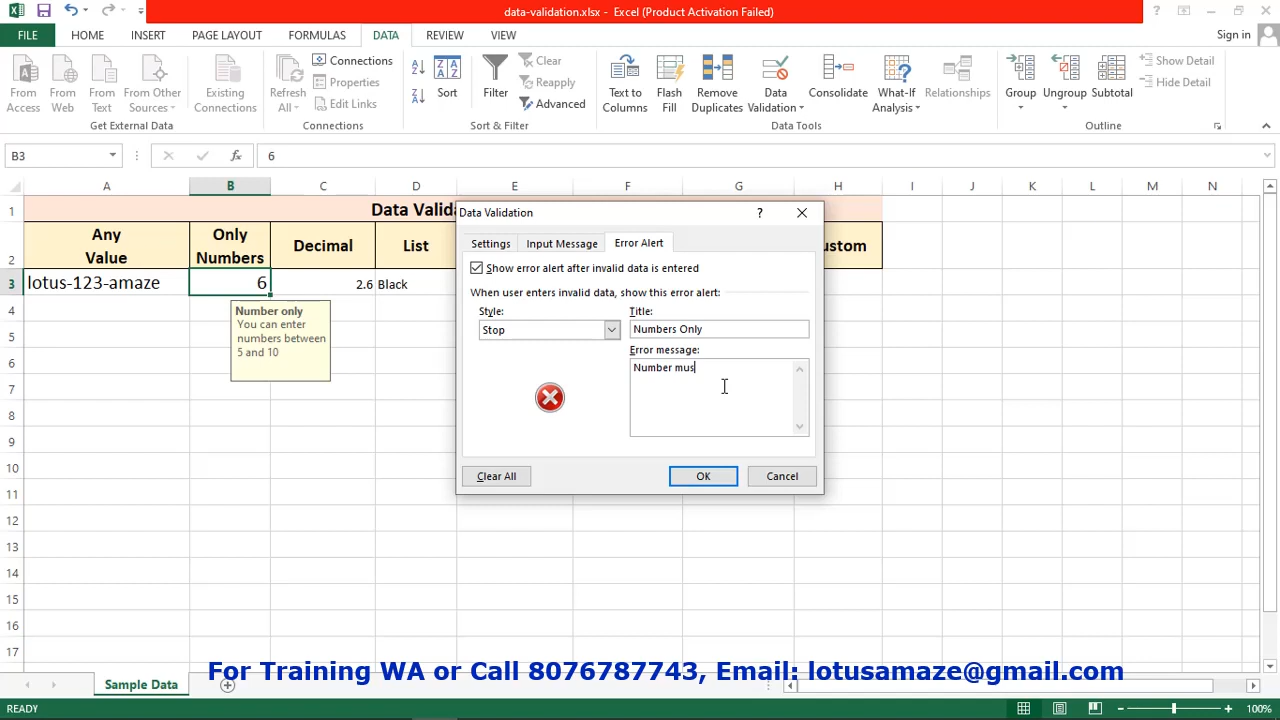 data-validation.xlsx - Excel (Product Activation Failed)
FILE HOME INSERT PAGE LAYOUT FORMULAS DATA REVIEW VIEW Sign in
From Access
From Web
From Text
From Other Sources
Existing Connections
Get External Data
Refresh All
Connections
Properties
Edit Links
Connections
Sort
Filter
Clear
Reapply
Advanced
Sort & Filter
Text to Columns
Flash Fill
Remove Duplicates
Data Validation
Consolidate
What-If Analysis
Relationships
Data Tools
Group
Ungroup
Subtotal
Show Detail
Hide Detail
Outline
B3 fx 6
A B C D E F G H I J K L M N
1 Data Valid
2 Any Value Only Numbers Decimal List ustom
3 lotus-123-amaze 6 2.6 Black
4
5
6
7
8
9
10
11
12
13
14
15
16
17
Number only
You can enter
numbers between
5 and 10
Data Validation ?
Settings Input Message Error Alert
Show error alert after invalid data is entered
When user enters invalid data, show this error alert:
Style: Title:
Stop Numbers Only
Error message:
Number mus
Clear All OK Cancel
For Training WA or Call 8076787743, Email: lotusamaze@gmail.com
Sample Data
READY 100%